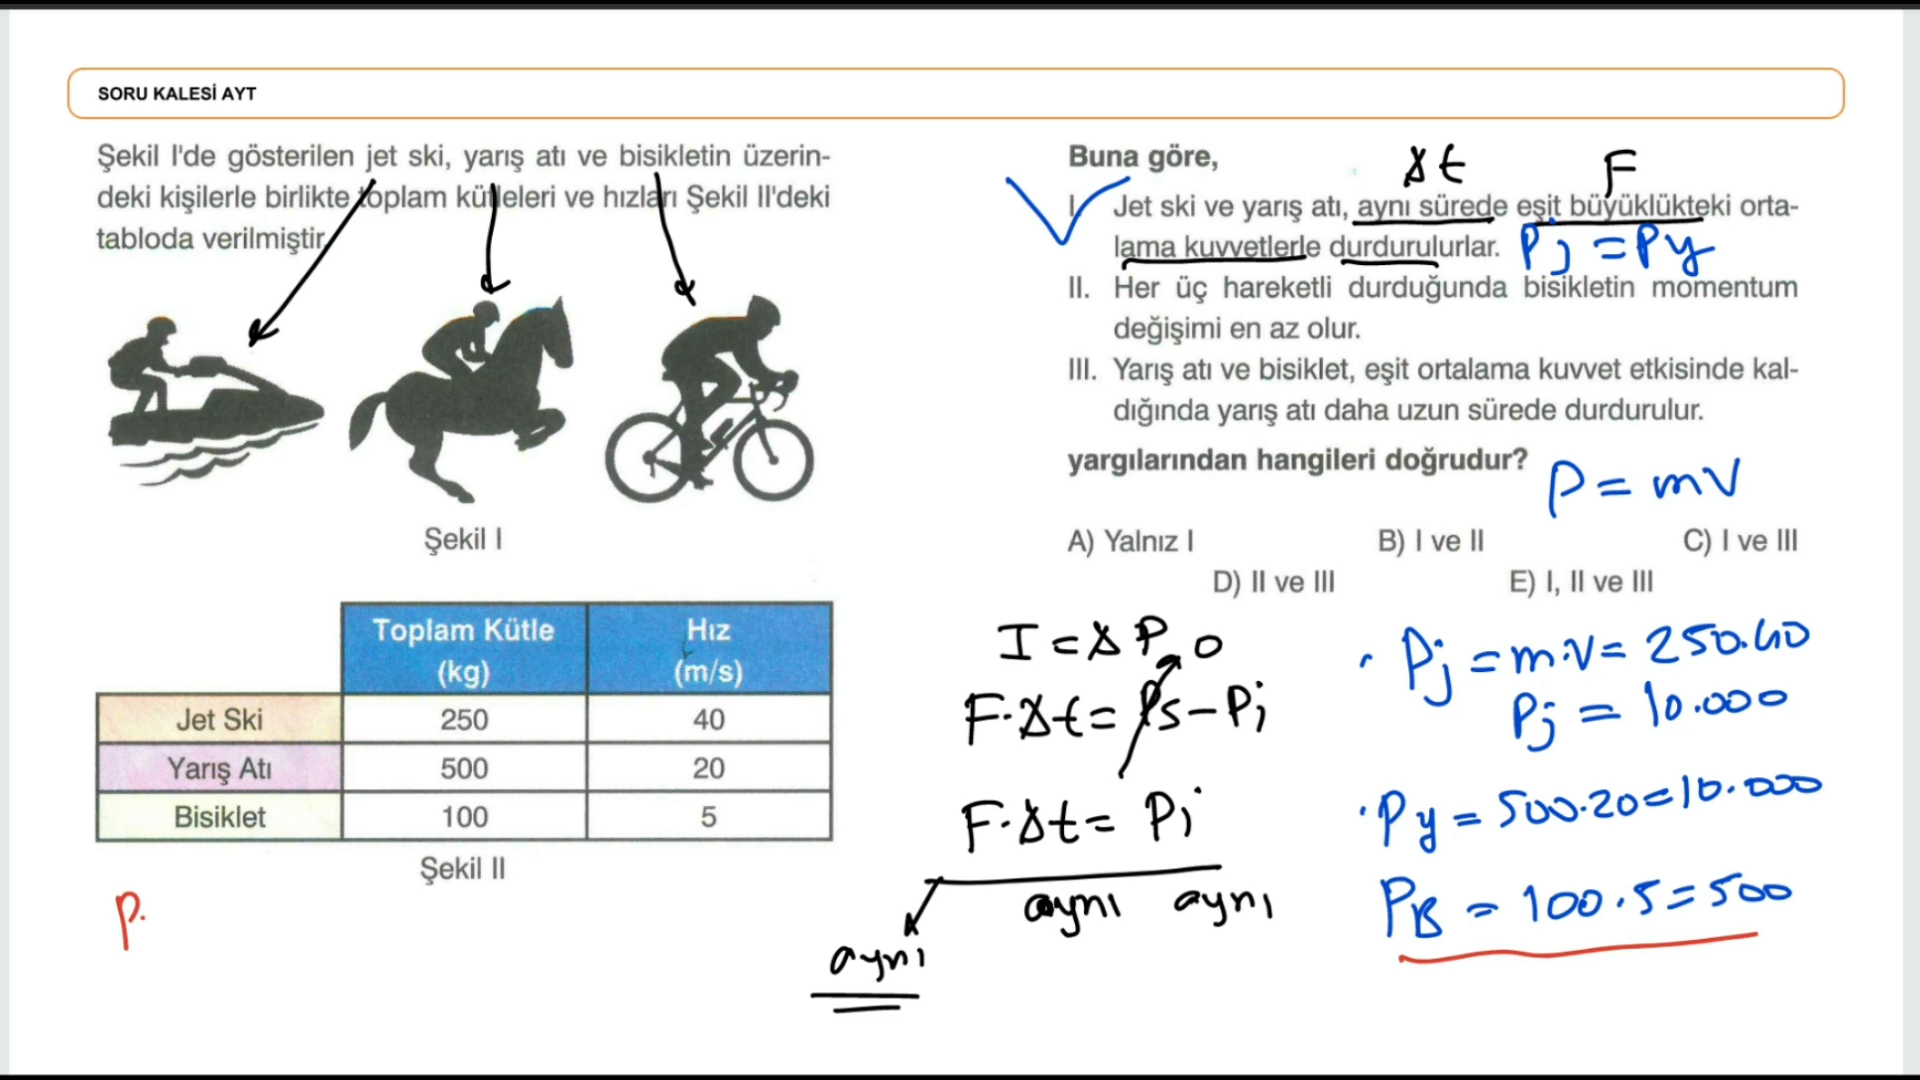 SORU KALESİ AYT
Şekil I'de gösterilen jet ski, yarış atı ve bisikletin üzerin-
deki kişilerle birlikte toplam kütleleri ve hızları Şekil II'deki
tabloda verilmiştir.
Şekil I
Toplam Kütle
(kg)
Hız
(m/s)
Jet Ski 250 40
Yarış Atı 500 20
Bisiklet 100 5
Şekil II
P.
Buna göre,
Δt F
I. Jet ski ve yarış atı, aynı sürede eşit büyüklükteki orta-
lama kuvvetlerle durdurulurlar. Pj = Py
II. Her üç hareketli durduğunda bisikletin momentum
değişimi en az olur.
III. Yarış atı ve bisiklet, eşit ortalama kuvvet etkisinde kal-
dığında yarış atı daha uzun sürede durdurulur.
yargılarından hangileri doğrudur?
P = mV
A) Yalnız I B) I ve II C) I ve III
D) II ve III E) I, II ve III
I = ΔP 0
F·Δt = Ps - Pi
F·Δt = Pi
aynı aynı
aynı
Pj = m.V = 250.40
Pj = 10.000
Py = 500.20 = 10.000
PB = 100.5 = 500